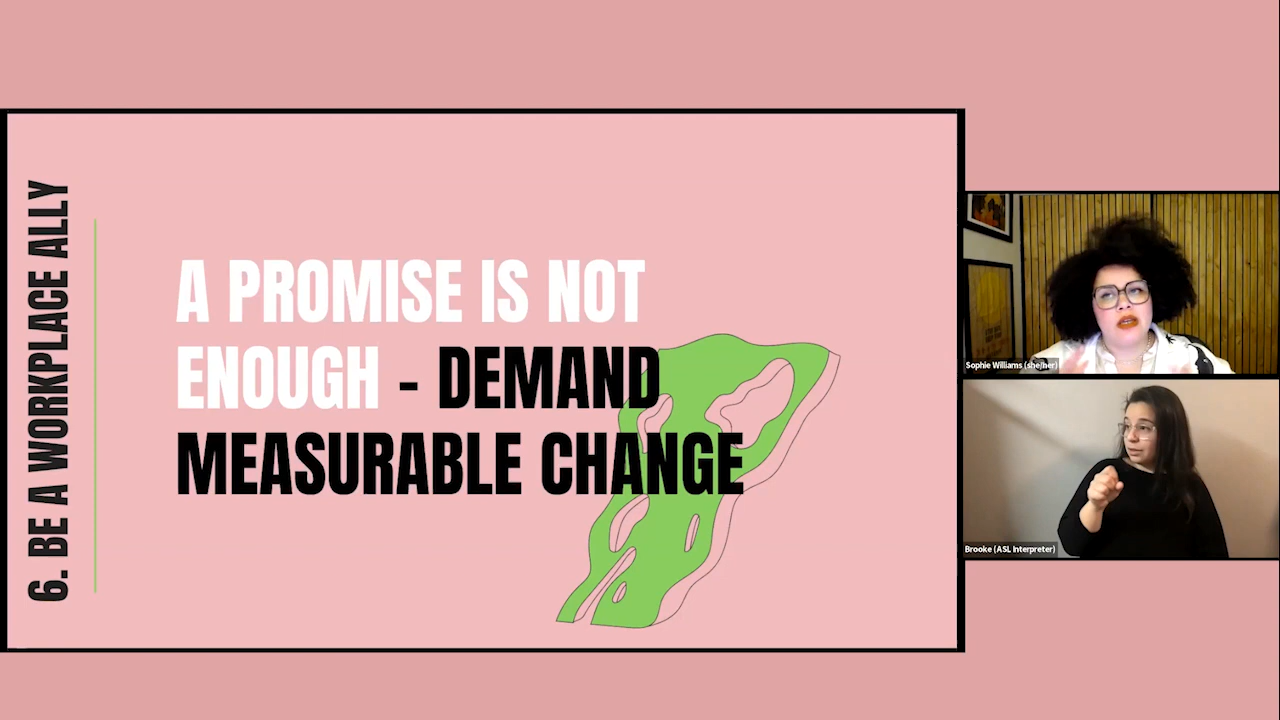 6. BE A WORKPLACE ALLY
A PROMISE IS NOT
ENOUGH - DEMAND
MEASURABLE CHANGE
Sophie Williams (she/her)
Brooke (ASL Interpreter)